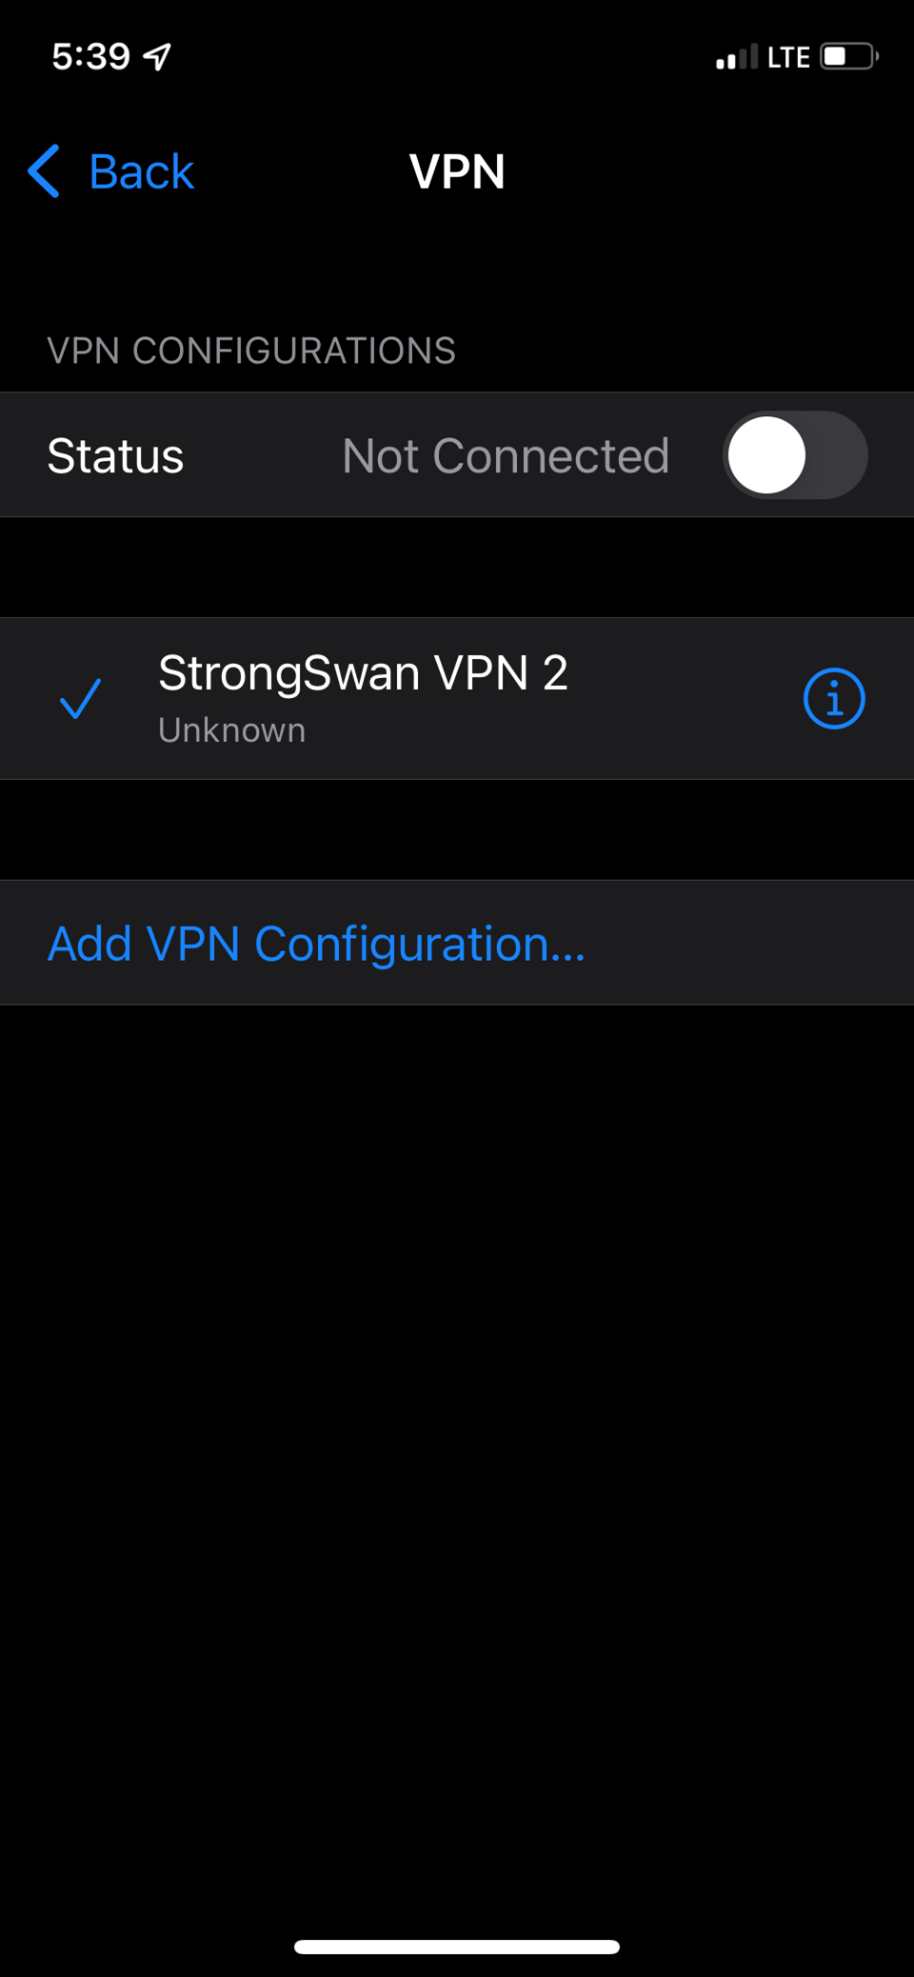 5:39 LTE
Back VPN
VPN CONFIGURATIONS
Status Not Connected
StrongSwan VPN 2
Unknown
Add VPN Configuration...